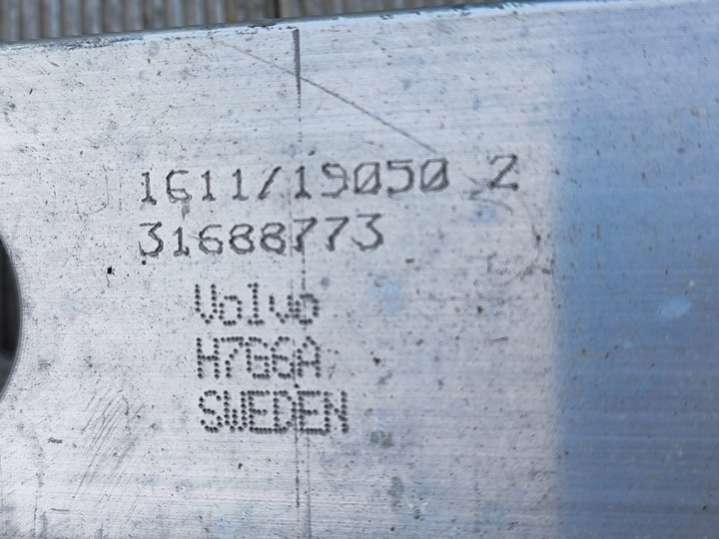 1611/19050 2
31688773
Volvo
H7G6A
SWEDEN